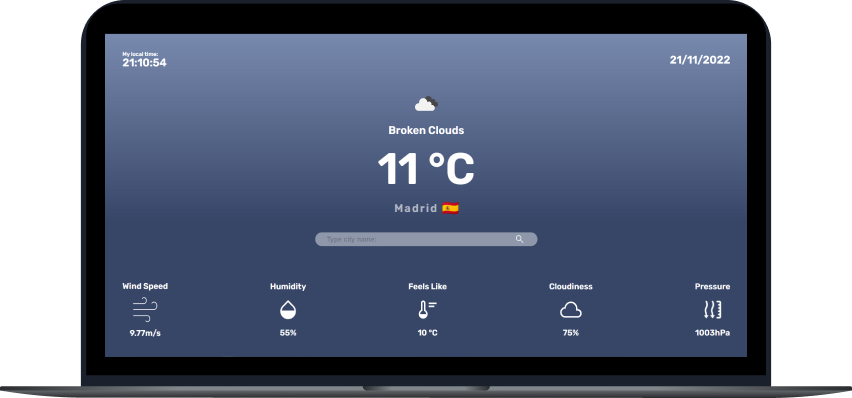 My local time:
21:10:54
21/11/2022
Broken Clouds
11 °C
Madrid
Type city name
Wind Speed
Humidity
Feels Like
Cloudiness
Pressure
9.77m/s
55%
10 °C
75%
1003hPa